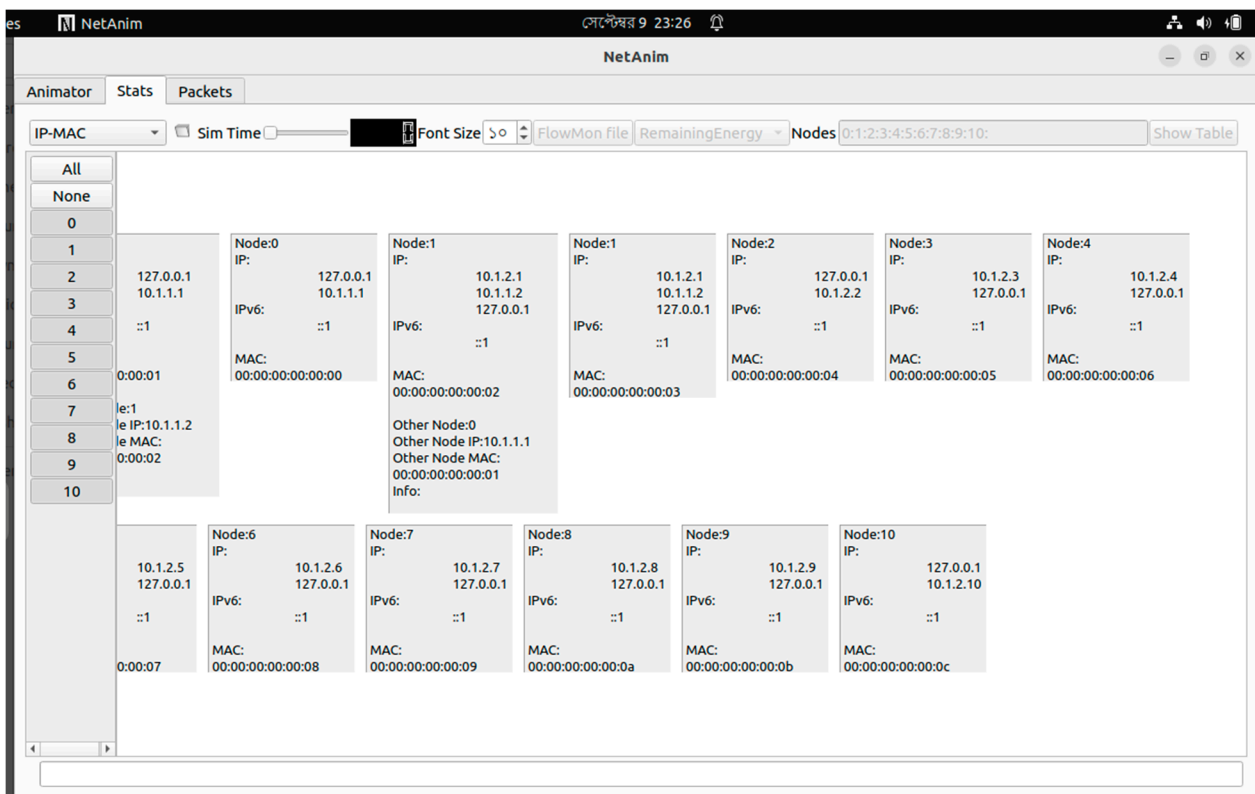 es NetAnim সেপ্টেম্বর 9 23:26
NetAnim
Animator Stats Packets
IP-MAC Sim Time 0 Font Size ১০ FlowMon file RemainingEnergy Nodes 0:1:2:3:4:5:6:7:8:9:10: Show Table
All
None
0
1
2
3
4
5
6
7
8
9
10
127.0.0.1
10.1.1.1
::1
0:00:01
de:1
le IP:10.1.1.2
le MAC:
0:00:02
Node:0
IP:
127.0.0.1
10.1.1.1
IPv6:
::1
MAC:
00:00:00:00:00:00
Node:1
IP:
10.1.2.1
10.1.1.2
127.0.0.1
IPv6:
::1
MAC:
00:00:00:00:00:02
Other Node:0
Other Node IP:10.1.1.1
Other Node MAC:
00:00:00:00:00:01
Info:
Node:1
IP:
10.1.2.1
10.1.1.2
127.0.0.1
IPv6:
::1
MAC:
00:00:00:00:00:03
Node:2
IP:
127.0.0.1
10.1.2.2
IPv6:
::1
MAC:
00:00:00:00:00:04
Node:3
IP:
10.1.2.3
127.0.0.1
IPv6:
::1
MAC:
00:00:00:00:00:05
Node:4
IP:
10.1.2.4
127.0.0.1
IPv6:
::1
MAC:
00:00:00:00:00:06
10.1.2.5
127.0.0.1
::1
0:00:07
Node:6
IP:
10.1.2.6
127.0.0.1
IPv6:
::1
MAC:
00:00:00:00:00:08
Node:7
IP:
10.1.2.7
127.0.0.1
IPv6:
::1
MAC:
00:00:00:00:00:09
Node:8
IP:
10.1.2.8
127.0.0.1
IPv6:
::1
MAC:
00:00:00:00:00:0a
Node:9
IP:
10.1.2.9
127.0.0.1
IPv6:
::1
MAC:
00:00:00:00:00:0b
Node:10
IP:
127.0.0.1
10.1.2.10
IPv6:
::1
MAC:
00:00:00:00:00:0c